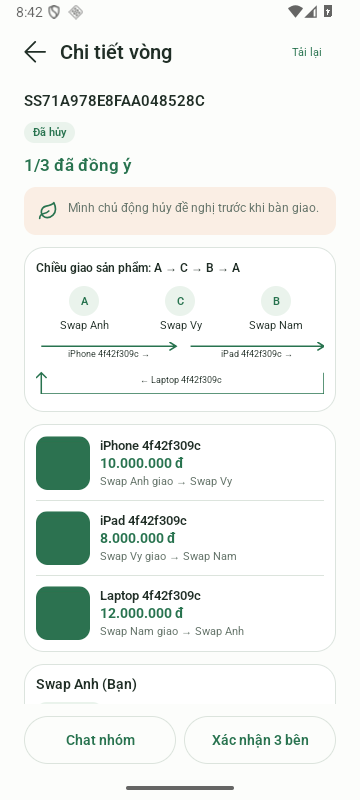 8:42
Chi tiết vòng
Tải lại
SS71A978E8FAA048528C
Đã hủy
1/3 đã đồng ý
Mình chủ động hủy đề nghị trước khi bàn giao.
Chiều giao sản phẩm: A → C → B → A
A
C
B
Swap Anh
Swap Vy
Swap Nam
iPhone 4f42f309c →
iPad 4f42f309c →
← Laptop 4f42f309c
iPhone 4f42f309c
10.000.000 đ
Swap Anh giao → Swap Vy
iPad 4f42f309c
8.000.000 đ
Swap Vy giao → Swap Nam
Laptop 4f42f309c
12.000.000 đ
Swap Nam giao → Swap Anh
Swap Anh (Bạn)
Chat nhóm
Xác nhận 3 bên